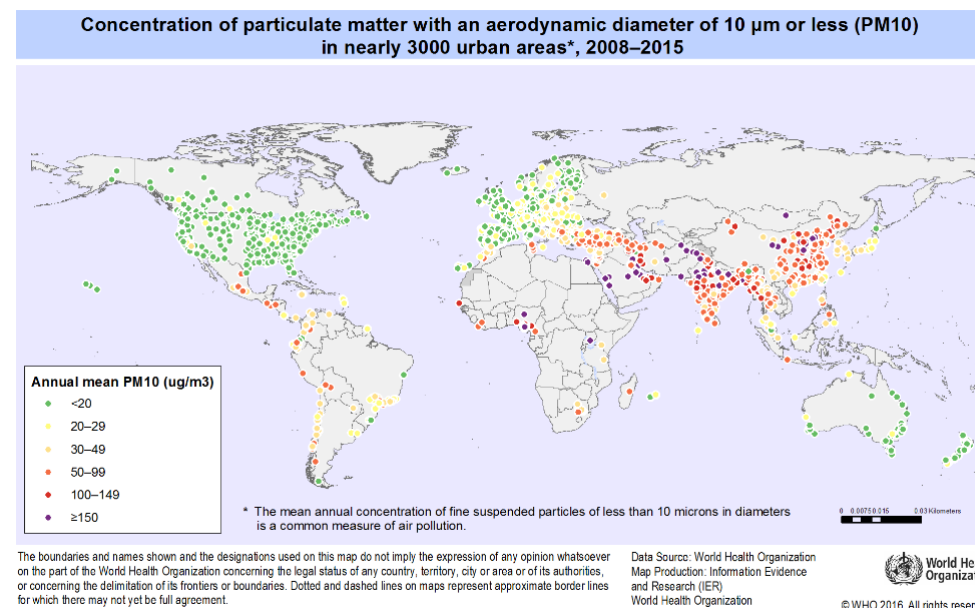 Concentration of particulate matter with an aerodynamic diameter of 10 µm or less (PM10)
in nearly 3000 urban areas*, 2008–2015
Annual mean PM10 (ug/m3)
<20
20–29
30–49
50–99
100–149
≥150
* The mean annual concentration of fine suspended particles of less than 10 microns in diameters
is a common measure of air pollution.
0 0.0075 0.015 0.03 Kilometers
The boundaries and names shown and the designations used on this map do not imply the expression of any opinion whatsoever
on the part of the World Health Organization concerning the legal status of any country, territory, city or area or of its authorities,
or concerning the delimitation of its frontiers or boundaries. Dotted and dashed lines on maps represent approximate border lines
for which there may not yet be full agreement.
Data Source: World Health Organization
Map Production: Information Evidence
and Research (IER)
World Health Organization
World He
Organiza
© WHO 2016. All rights reser